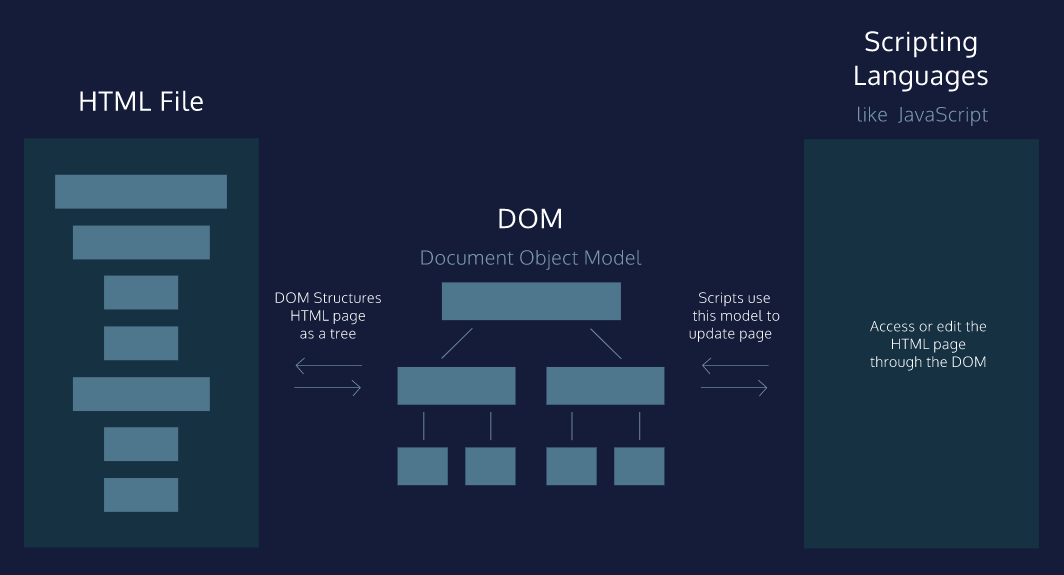 HTML File
DOM Structures
HTML page
as a tree
DOM
Document Object Model
Scripts use
this model to
update page
Scripting
Languages
like JavaScript
Access or edit the
HTML page
through the DOM